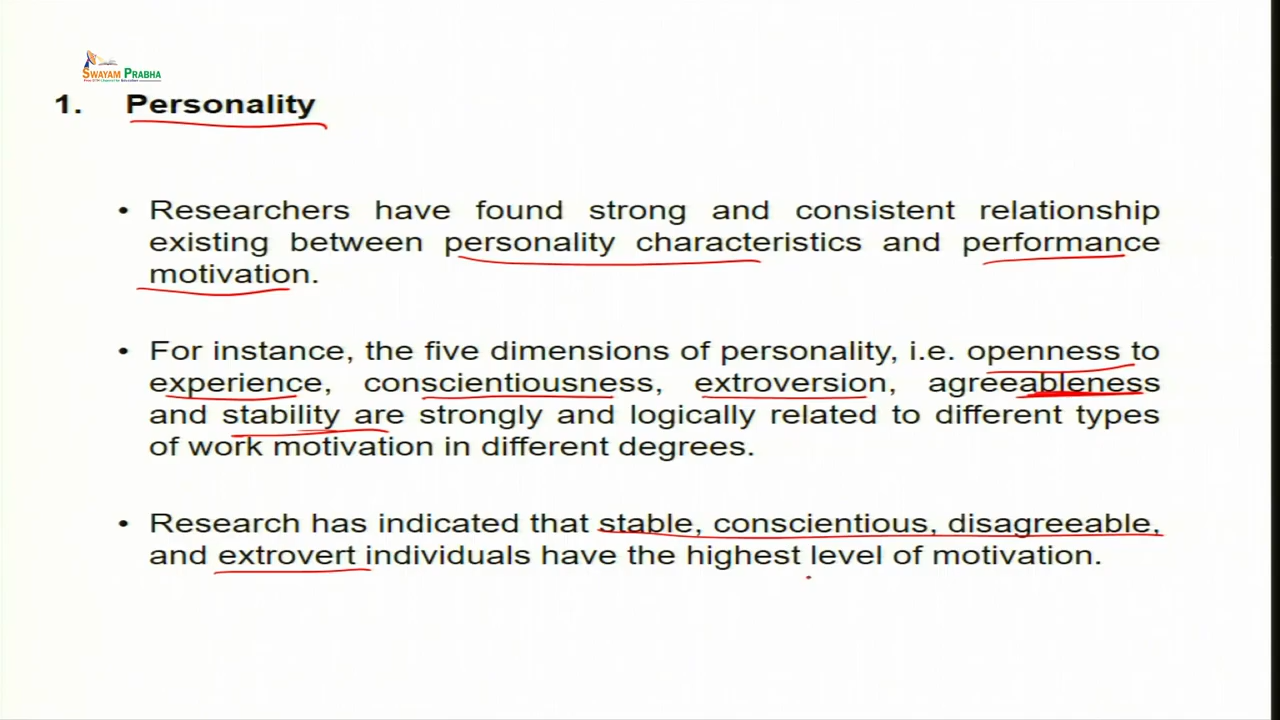 SWAYAM PRABHA
1. Personality
• Researchers have found strong and consistent relationship
existing between personality characteristics and performance
motivation.
• For instance, the five dimensions of personality, i.e. openness to
experience, conscientiousness, extroversion, agreeableness
and stability are strongly and logically related to different types
of work motivation in different degrees.
• Research has indicated that stable, conscientious, disagreeable,
and extrovert individuals have the highest level of motivation.